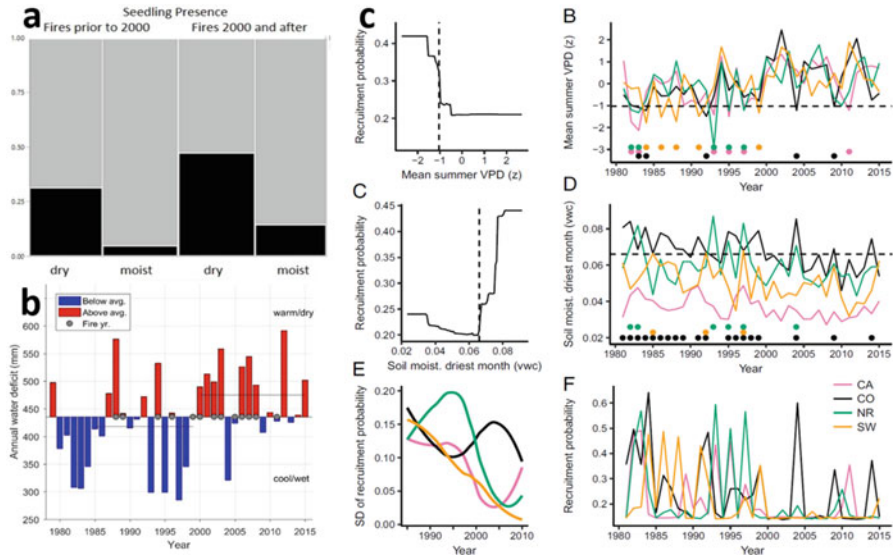 a
Seedling Presence
Fires prior to 2000 Fires 2000 and after
1.00
0.75
0.50
0.25
0.00
dry moist dry moist
b
Below avg.
Above avg.
Fire yr.
warm/dry
cool/wet
Annual water deficit (mm)
600
550
500
450
400
350
300
250
1980 1985 1990 1995 2000 2005 2010 2015
Year
c
Recruitment probability
0.4
0.3
0.2
−2 −1 0 1 2
Mean summer VPD (z)
C
Recruitment probability
0.40
0.35
0.30
0.25
0.20
0.02 0.04 0.06 0.08
Soil moist. driest month (vwc)
E
SD of recruitment probability
0.20
0.15
0.10
0.05
0.00
1990 2000 2010
Year
B
Mean summer VPD (z)
2
1
0
−1
−2
−3
1980 1985 1990 1995 2000 2005 2010 2015
Year
D
Soil moist. driest month (vwc)
0.08
0.06
0.04
0.02
1980 1985 1990 1995 2000 2005 2010 2015
Year
F
CA
CO
NR
SW
Recruitment probability
0.6
0.5
0.4
0.3
0.2
1980 1985 1990 1995 2000 2005 2010 2015
Year